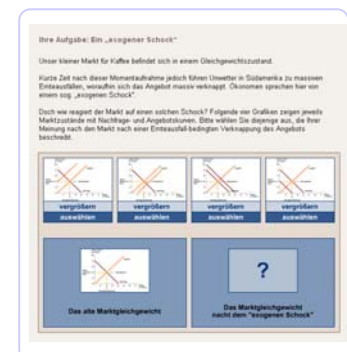 Ihre Aufgabe: Ein „exogener Schock“
Unser kleiner Markt für Kaffee befindet sich in einem Gleichgewichtszustand.
Kurze Zeit nach dieser Momentaufnahme jedoch führen Unwetter in Südamerika zu massiven
Ernteausfällen, woraufhin sich das Angebot massiv verknappt. Ökonomen sprechen hier von
einem sog. „exogenen Schock“.
Doch wie reagiert der Markt auf einen solchen Schock? Folgende vier Grafiken zeigen jeweils
Marktzustände mit Nachfrage- und Angebotskurven. Bitte wählen Sie diejenige aus, die Ihrer
Meinung nach den Markt nach einer Ernteausfall-bedingten Verknappung des Angebots
beschreibt.
vergrößern vergrößern vergrößern vergrößern
auswählen auswählen auswählen auswählen
?
Das alte Marktgleichgewicht
Das Marktgleichgewicht
nach dem "exogenen Schock"